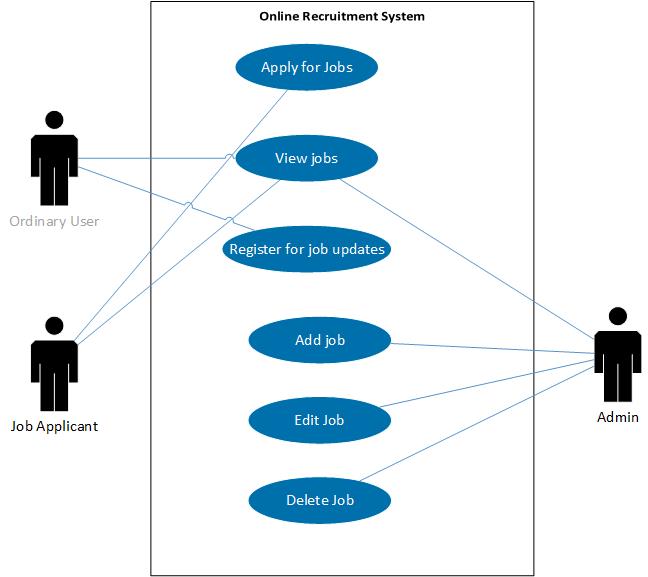 Online Recruitment System
Apply for Jobs
View jobs
Ordinary User
Register for job updates
Add job
Job Applicant
Admin
Edit Job
Delete Job